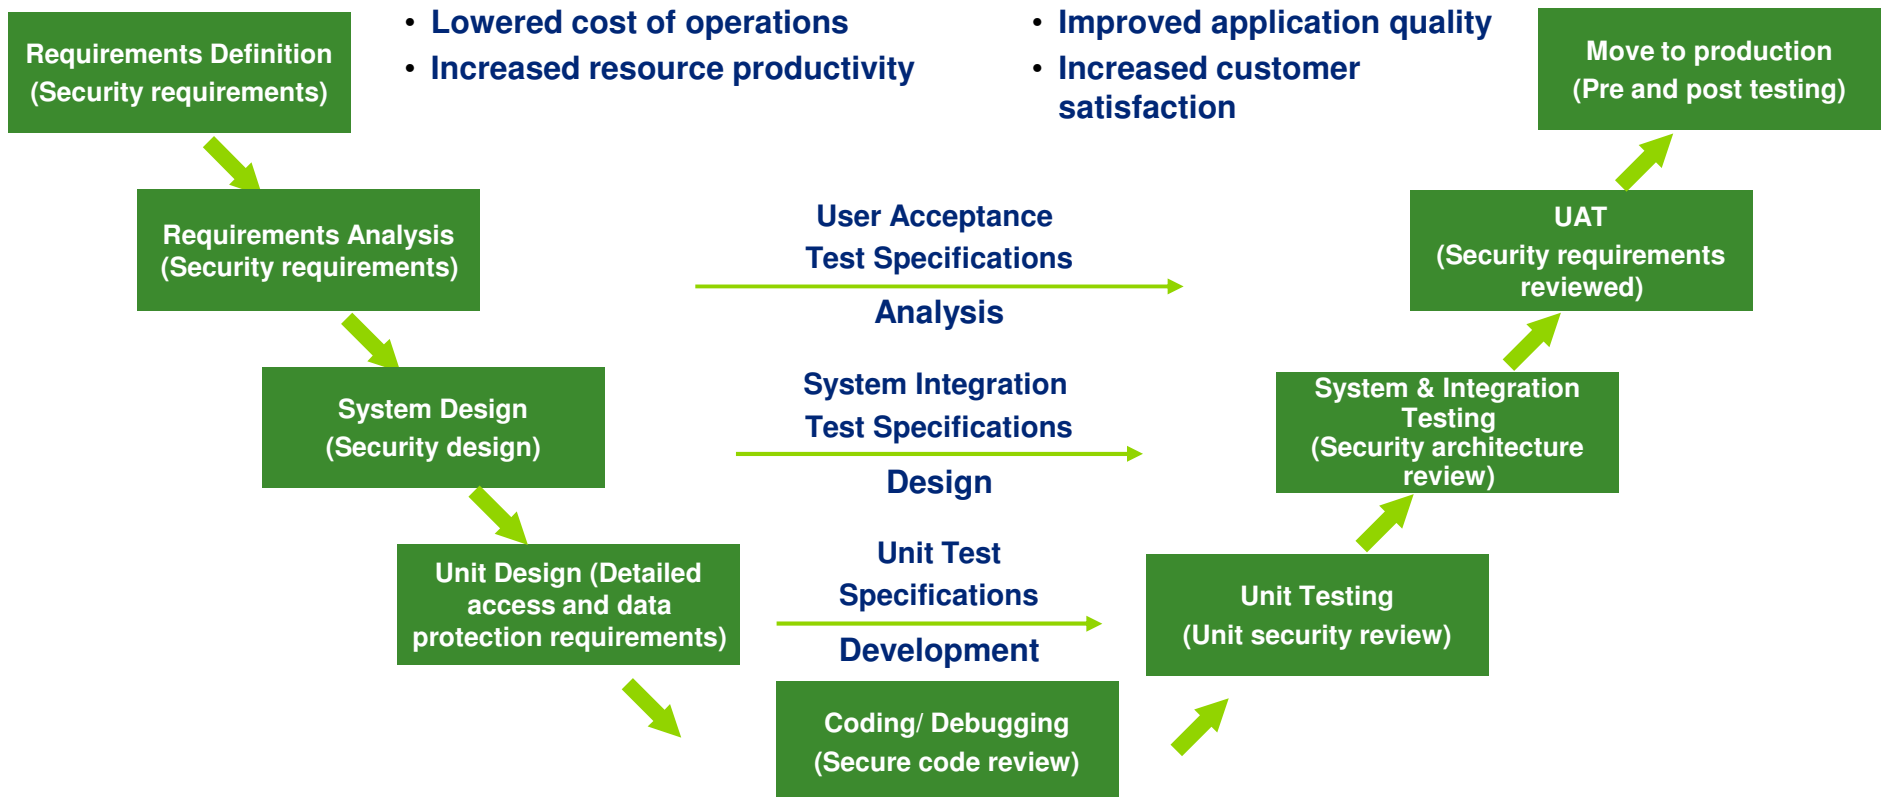 Requirements Definition
(Security requirements)
• Lowered cost of operations
• Increased resource productivity
• Improved application quality
• Increased customer
satisfaction
Move to production
(Pre and post testing)
Requirements Analysis
(Security requirements)
User Acceptance
Test Specifications
Analysis
UAT
(Security requirements
reviewed)
System Design
(Security design)
System Integration
Test Specifications
Design
System & Integration
Testing
(Security architecture
review)
Unit Design (Detailed
access and data
protection requirements)
Unit Test
Specifications
Development
Unit Testing
(Unit security review)
Coding/ Debugging
(Secure code review)